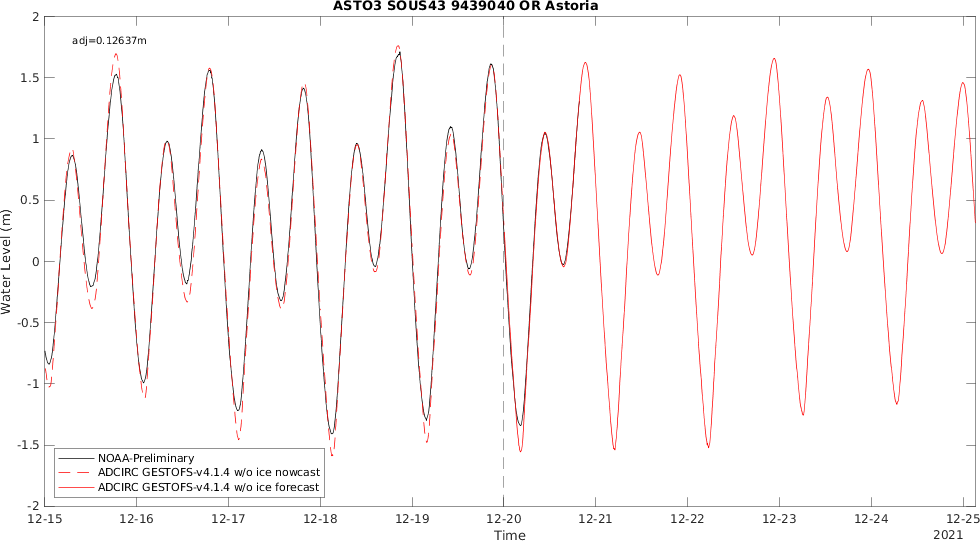 ASTO3 SOUS43 9439040 OR Astoria
adj=0.12637m
Water Level (m)
2
1.5
1
0.5
0
-0.5
-1
-1.5
-2
NOAA-Preliminary
ADCIRC GESTOFS-v4.1.4 w/o ice nowcast
ADCIRC GESTOFS-v4.1.4 w/o ice forecast
12-15 12-16 12-17 12-18 12-19 12-20 12-21 12-22 12-23 12-24 12-25
Time
2021